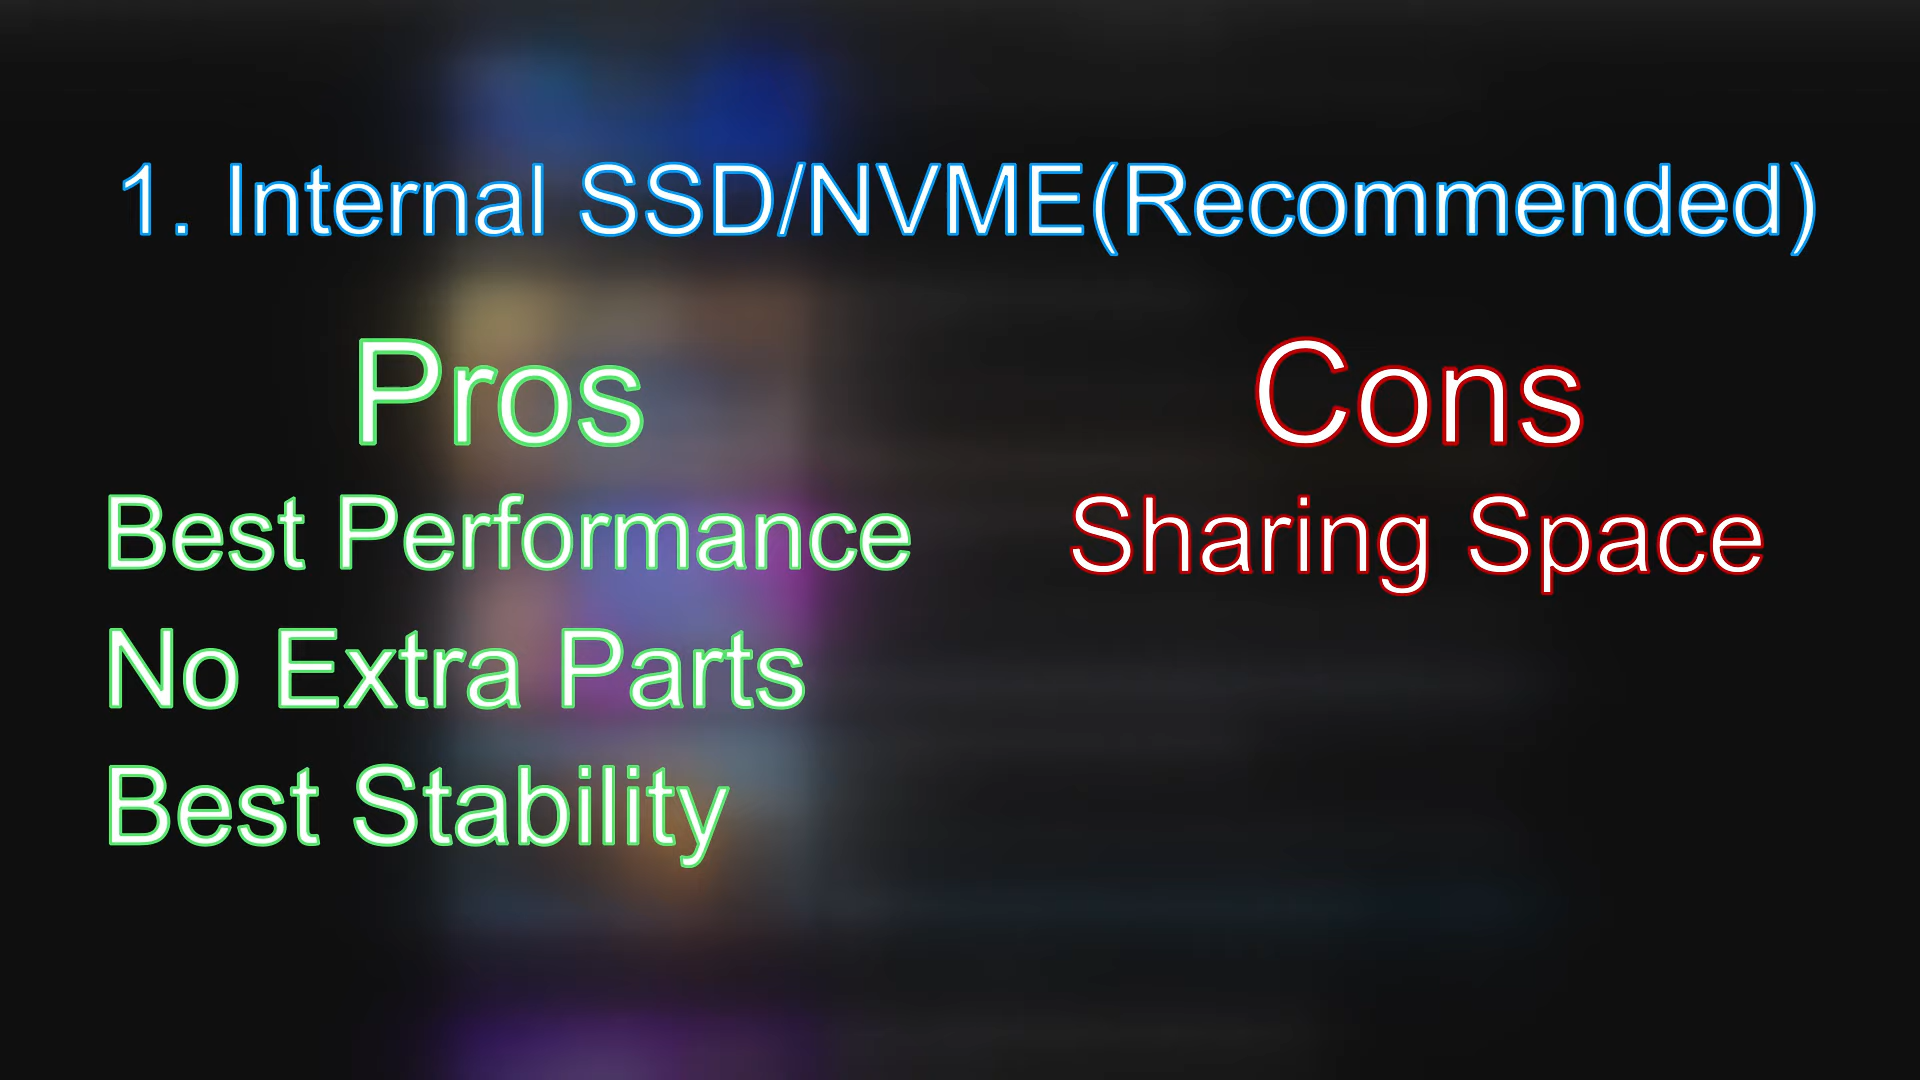 1. Internal SSD/NVME(Recommended)
Pros
Best Performance
No Extra Parts
Best Stability
Cons
Sharing Space